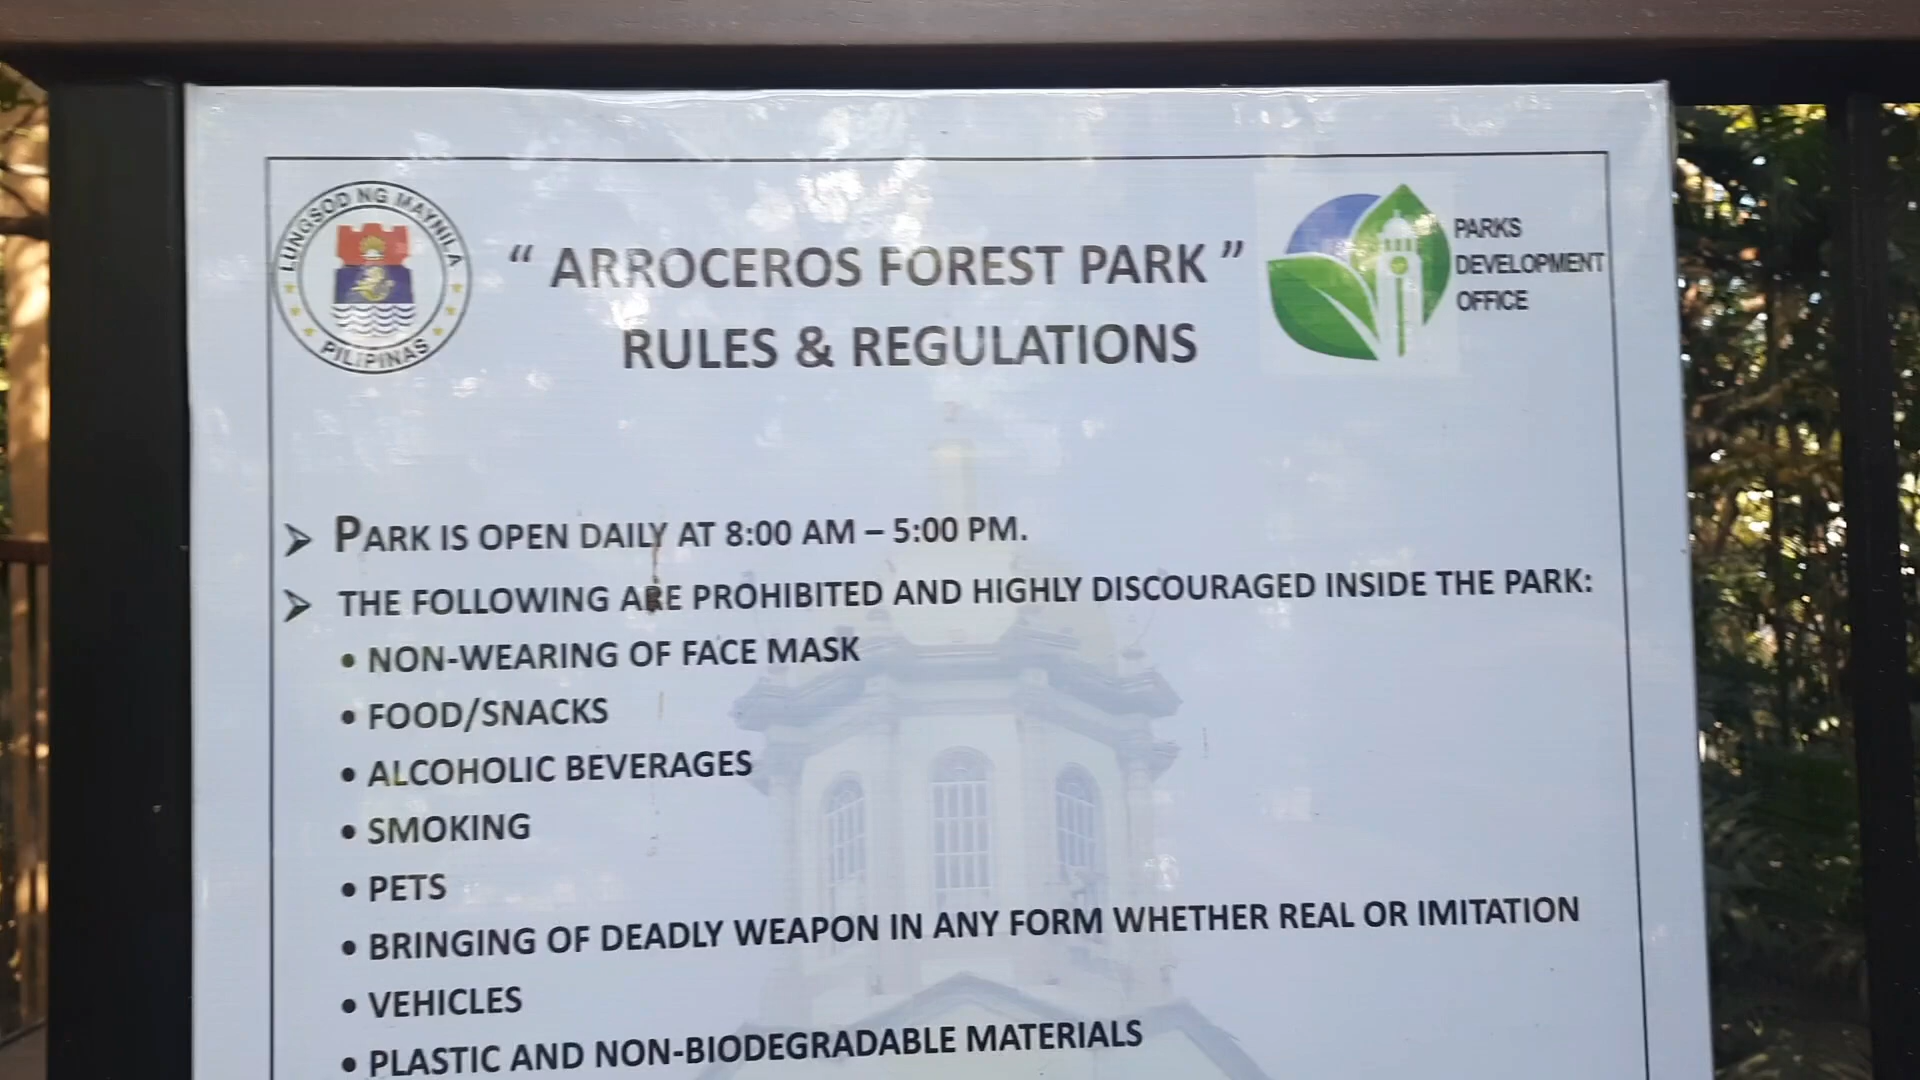 LUNGSOD NG MAYNILA
PILIPINAS
“ ARROCEROS FOREST PARK ”
RULES & REGULATIONS
PARKS
DEVELOPMENT
OFFICE
➢ PARK IS OPEN DAILY AT 8:00 AM – 5:00 PM.
➢ THE FOLLOWING ARE PROHIBITED AND HIGHLY DISCOURAGED INSIDE THE PARK:
• NON-WEARING OF FACE MASK
• FOOD/SNACKS
• ALCOHOLIC BEVERAGES
• SMOKING
• PETS
• BRINGING OF DEADLY WEAPON IN ANY FORM WHETHER REAL OR IMITATION
• VEHICLES
• PLASTIC AND NON-BIODEGRADABLE MATERIALS